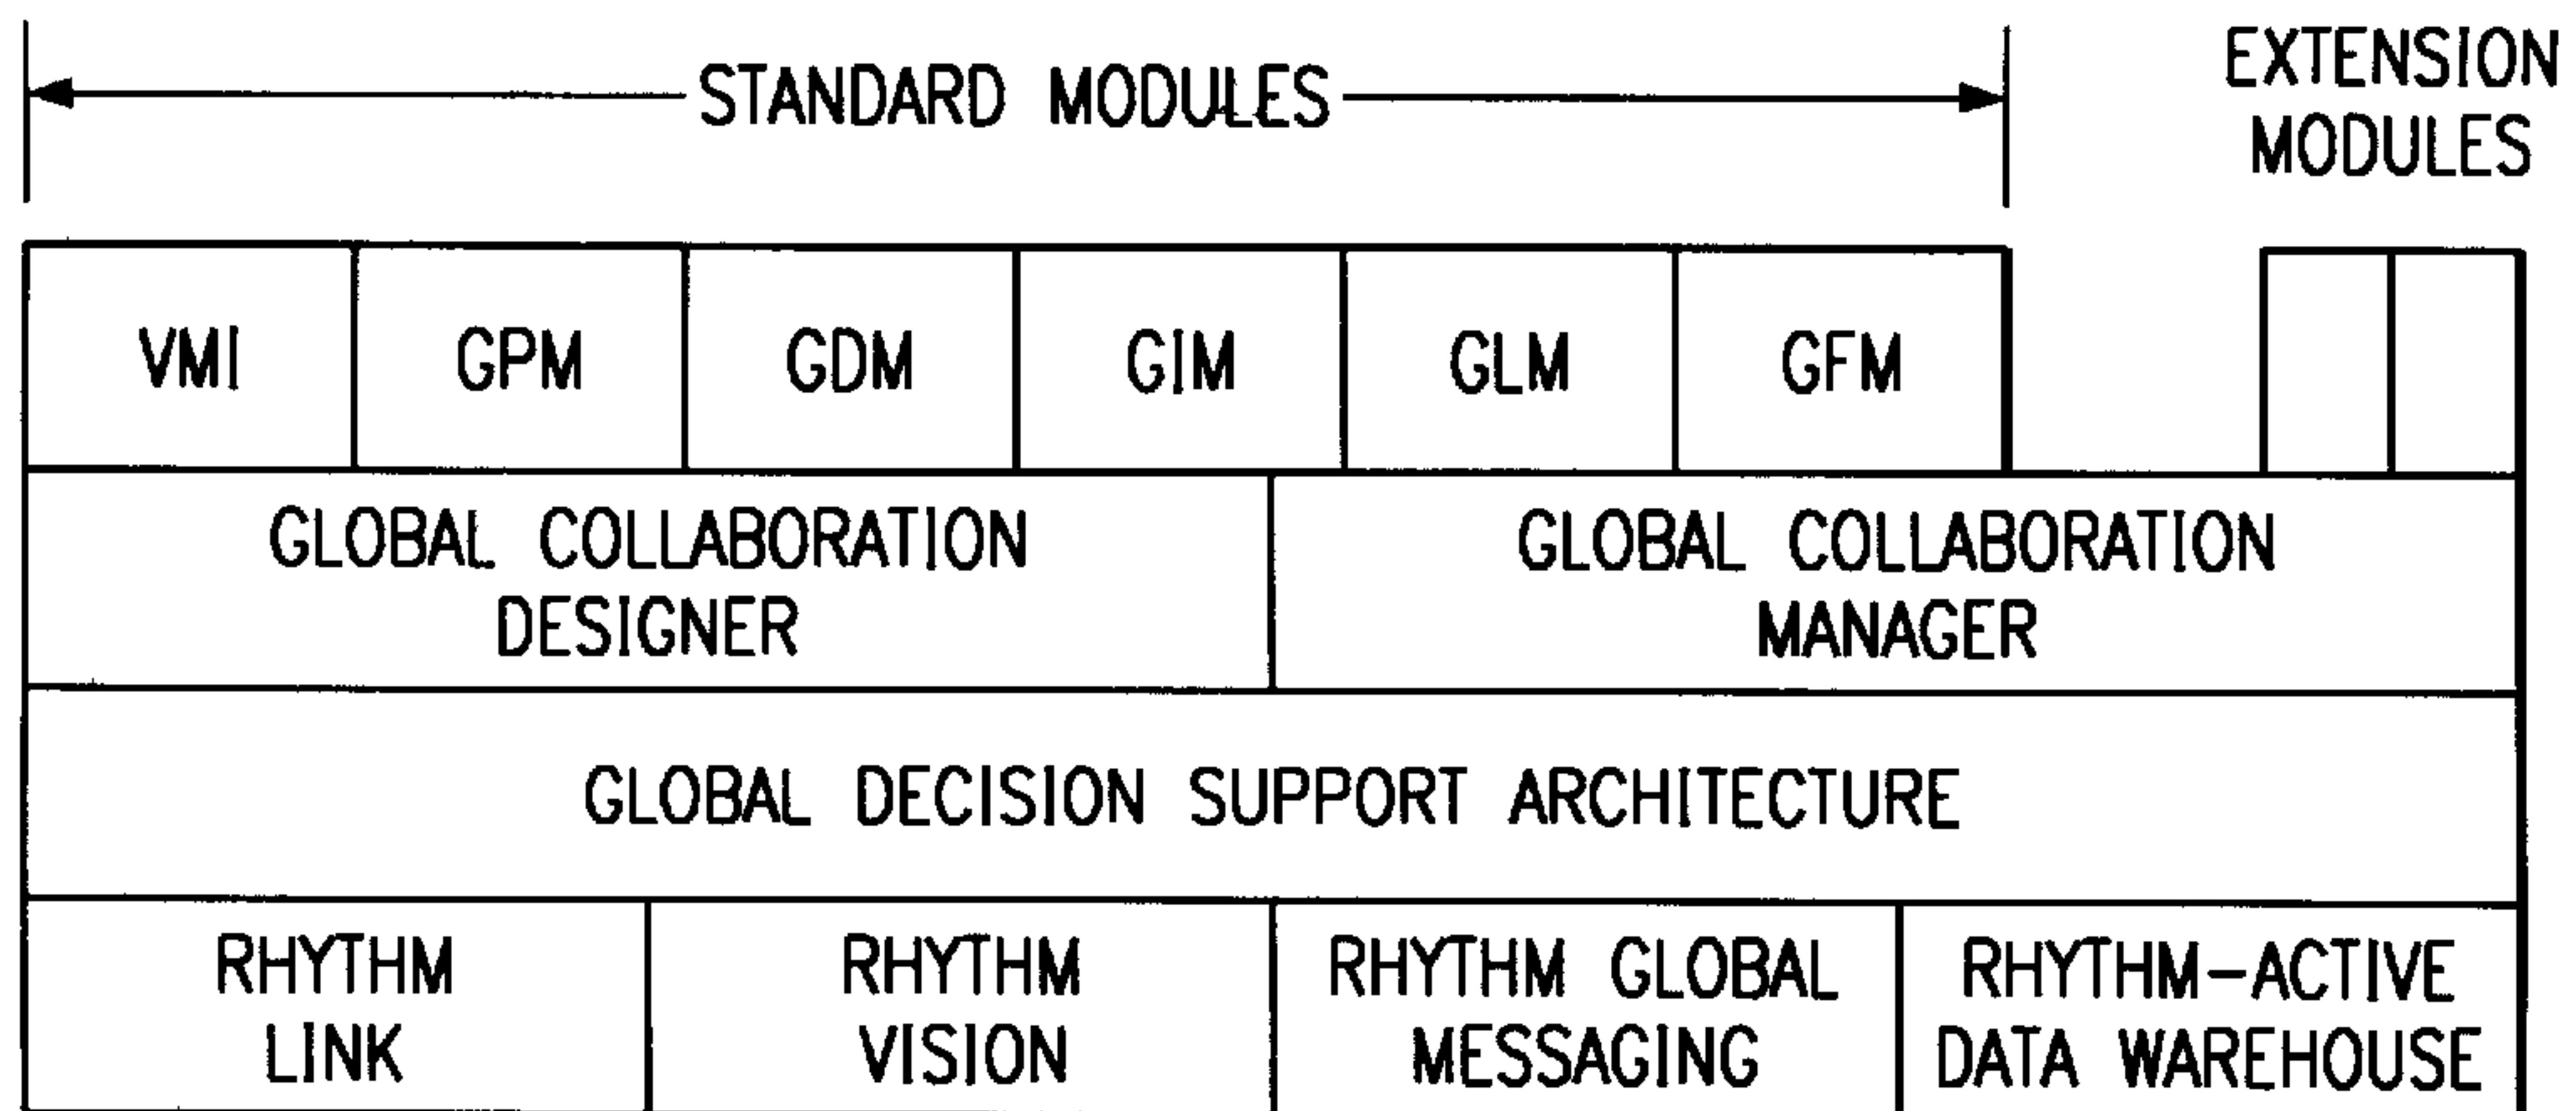 STANDARD MODULES
EXTENSION
MODULES
VMI
GPM
GDM
GIM
GLM
GFM
GLOBAL COLLABORATION
DESIGNER
GLOBAL COLLABORATION
MANAGER
GLOBAL DECISION SUPPORT ARCHITECTURE
RHYTHM
LINK
RHYTHM
VISION
RHYTHM GLOBAL
MESSAGING
RHYTHM-ACTIVE
DATA WAREHOUSE